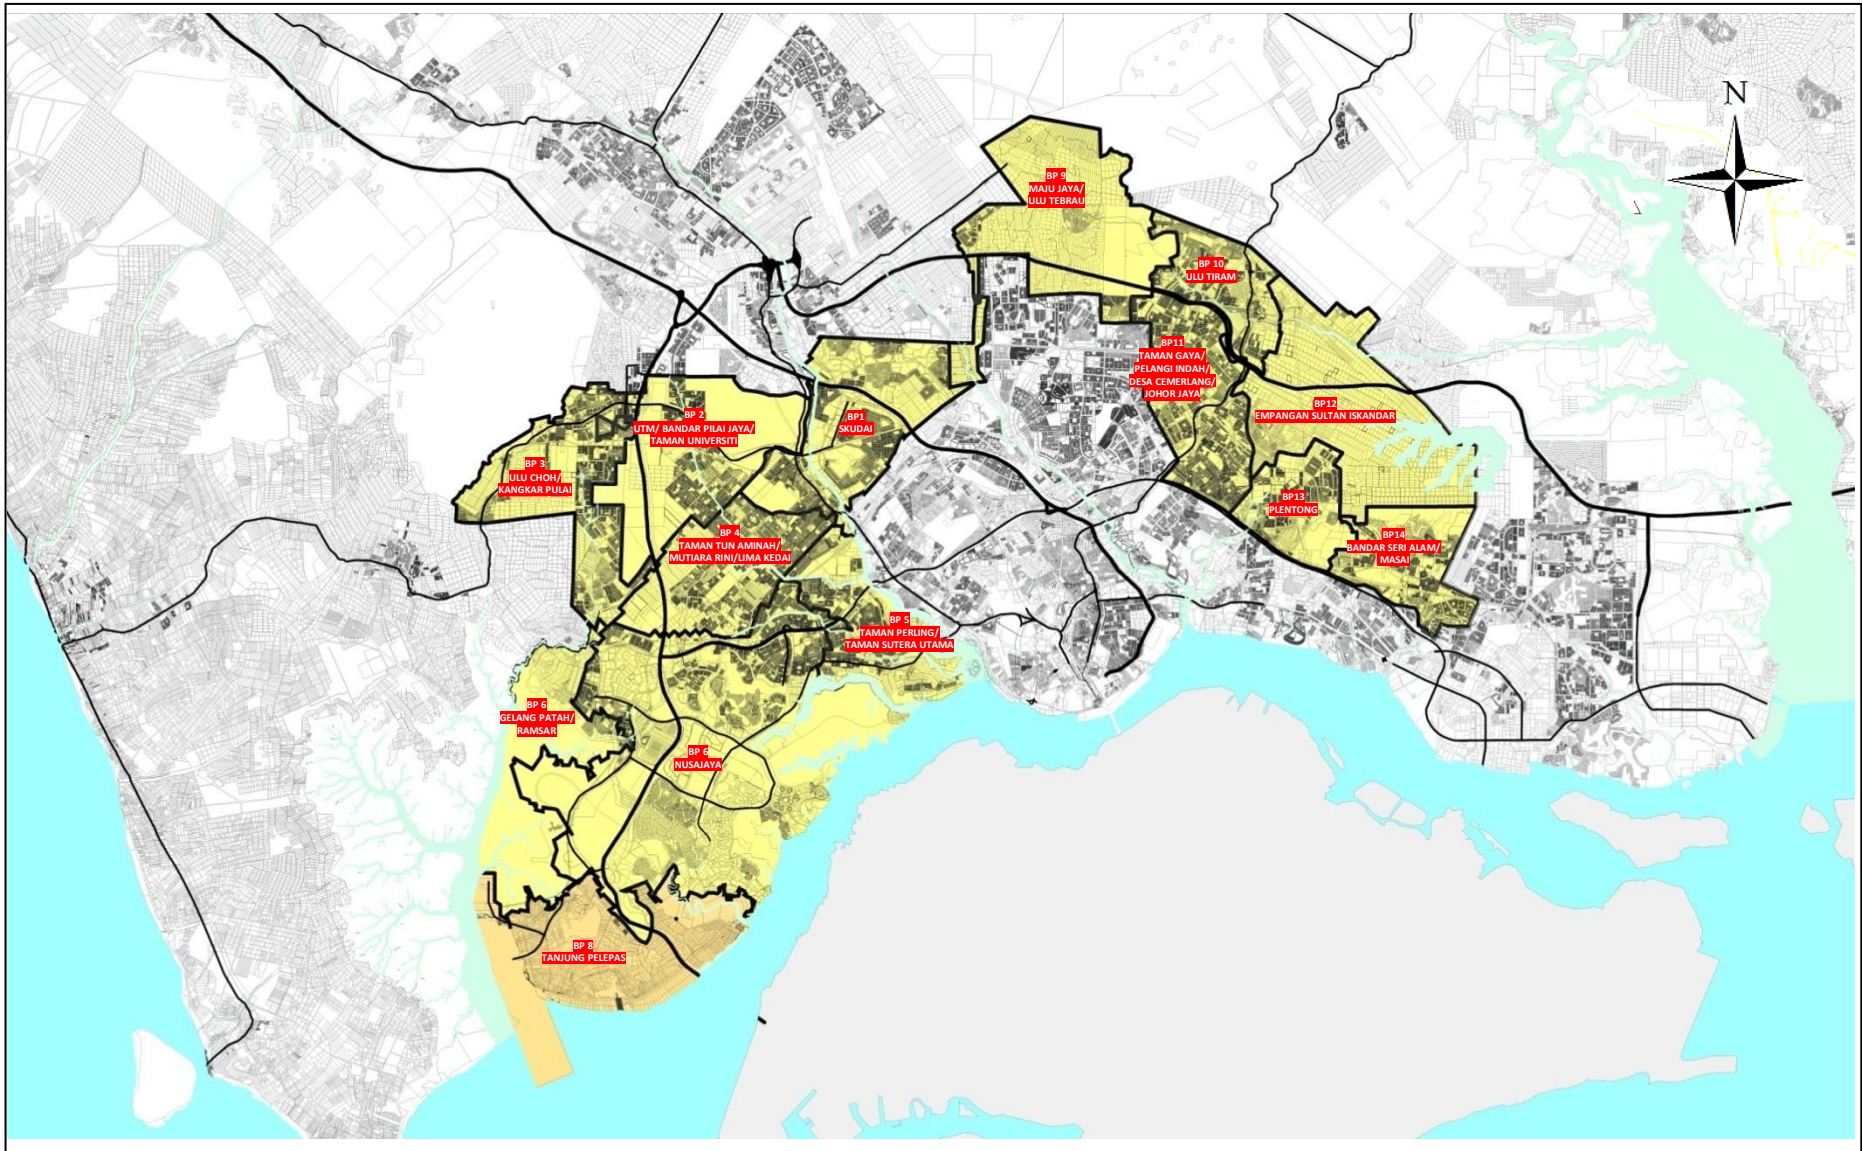 N
BP 9
MAJU JAYA/
ULU TEBRAU
BP 10
ULU TIRAM
BP11
TAMAN GAYA/
PELANGI INDAH/
DESA CEMERLANG/
JOHOR JAYA
BP12
EMPANGAN SULTAN ISKANDAR
BP 2
UTM/ BANDAR PILAI JAYA/
TAMAN UNIVERSITI
BP1
SKUDAI
BP 3
ULU CHOH/
KANGKAR PULAI
BP13
PLENTONG
BP 4
TAMAN TUN AMINAH/
MUTIARA RINI/LIMA KEDAI
BP14
BANDAR SERI ALAM/
MASAI
BP 5
TAMAN PERLING/
TAMAN SUTERA UTAMA
BP 6
GELANG PATAH/
RAMSAR
BP 6
NUSAJAYA
BP 8
TANJUNG PELEPAS